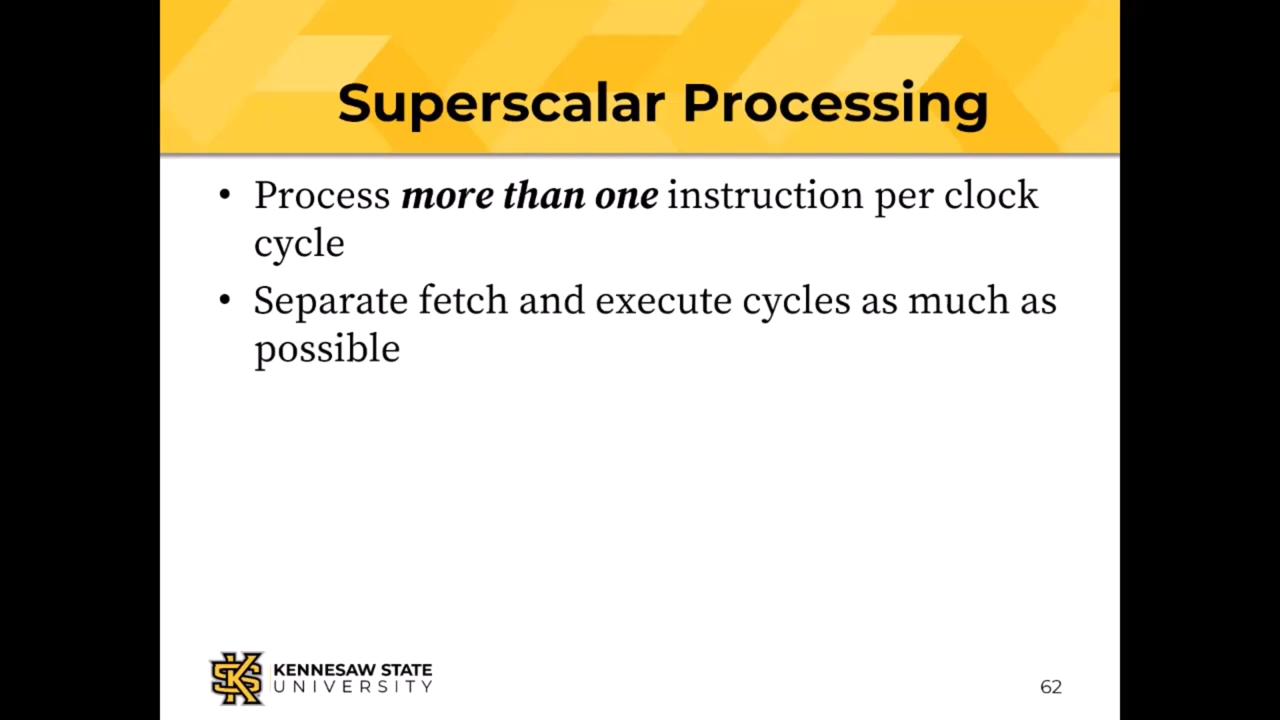 Superscalar Processing
• Process more than one instruction per clock
cycle
• Separate fetch and execute cycles as much as
possible
KENNESAW STATE
UNIVERSITY
62